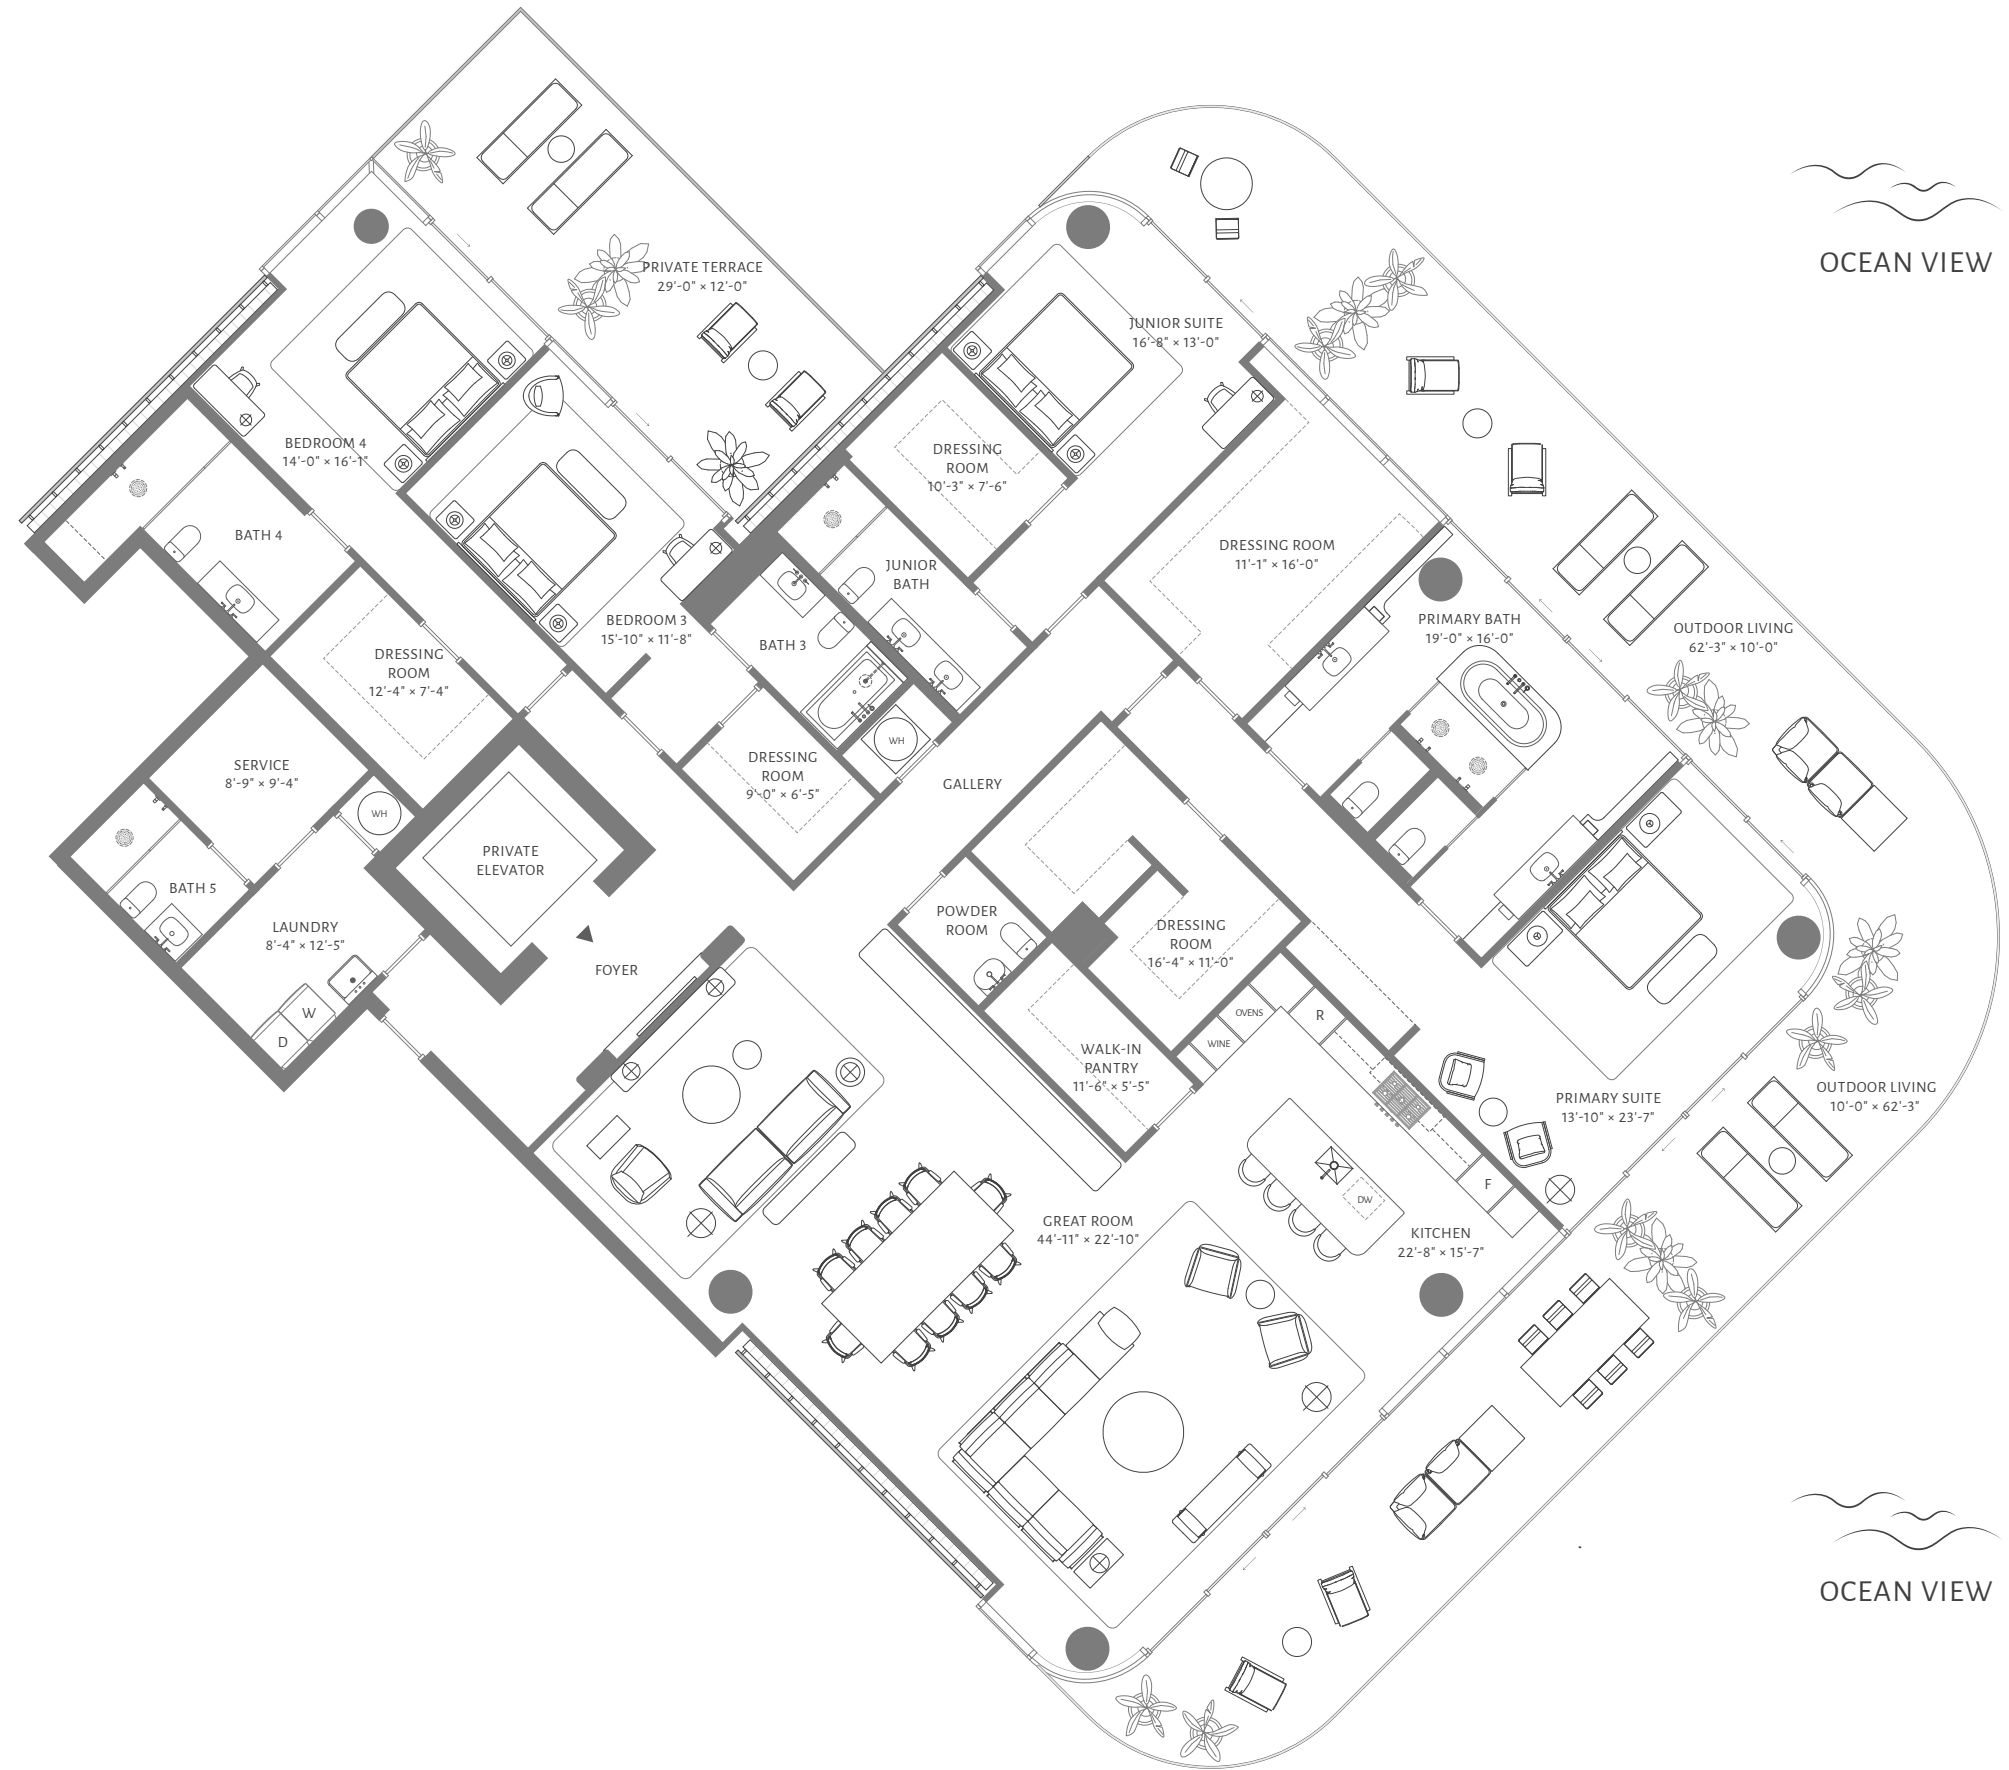 OCEAN VIEW
PRIVATE TERRACE
29'-0" × 12'-0"
JUNIOR SUITE
16'-8" × 13'-0"
BEDROOM 4
14'-0" × 16'-1"
DRESSING
ROOM
10'-3" × 7'-6"
BATH 4
JUNIOR
BATH
DRESSING ROOM
11'-1" × 16'-0"
BEDROOM 3
15'-10" × 11'-8"
BATH 3
PRIMARY BATH
19'-0" × 16'-0"
OUTDOOR LIVING
62'-3" × 10'-0"
DRESSING
ROOM
12'-4" × 7'-4"
WH
SERVICE
8'-9" × 9'-4"
DRESSING
ROOM
9'-0" × 6'-5"
GALLERY
WH
PRIVATE
ELEVATOR
BATH 5
LAUNDRY
8'-4" × 12'-5"
POWDER
ROOM
DRESSING
ROOM
16'-4" × 11'-0"
FOYER
W
D
OVENS
R
WINE
WALK-IN
PANTRY
11'-6" × 5'-5"
PRIMARY SUITE
13'-10" × 23'-7"
OUTDOOR LIVING
10'-0" × 62'-3"
F
DW
GREAT ROOM
44'-11" × 22'-10"
KITCHEN
22'-8" × 15'-7"
OCEAN VIEW